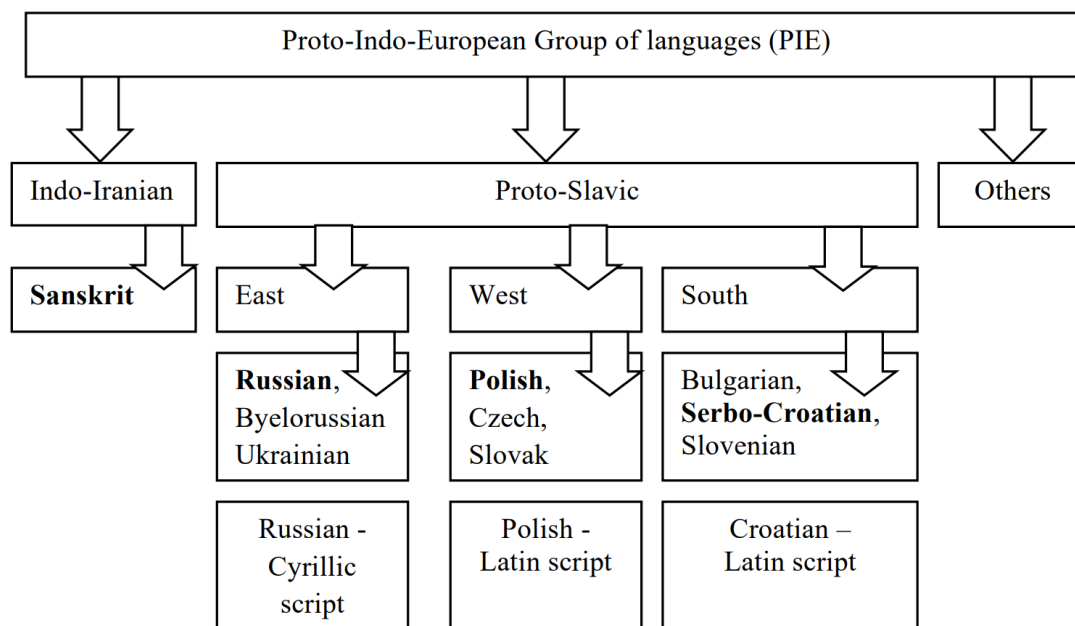 Proto-Indo-European Group of languages (PIE)
Indo-Iranian
Proto-Slavic
Others
Sanskrit
East
West
South
Russian,
Byelorussian
Ukrainian
Polish,
Czech,
Slovak
Bulgarian,
Serbo-Croatian,
Slovenian
Russian -
Cyrillic
script
Polish -
Latin script
Croatian –
Latin script